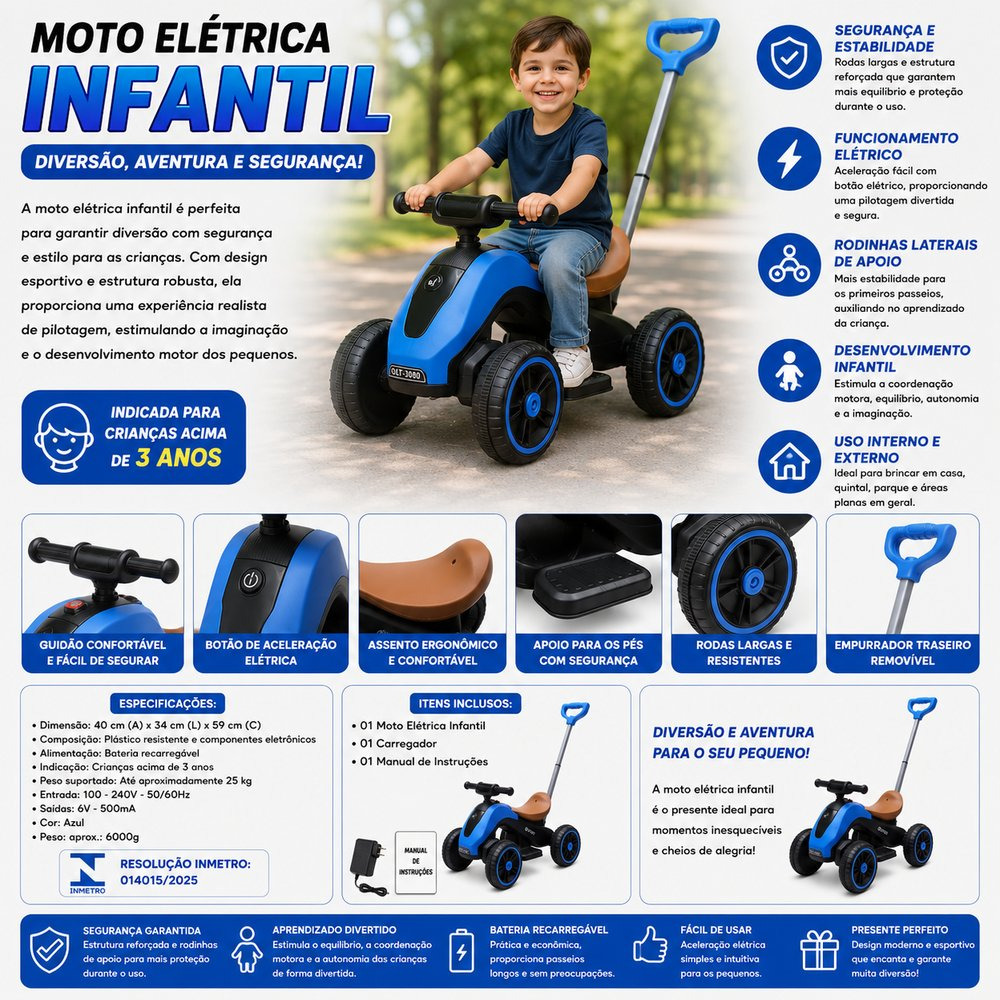 MOTO ELÉTRICA
INFANTIL
DIVERSÃO, AVENTURA E SEGURANÇA!
A moto elétrica infantil é perfeita
para garantir diversão com segurança
e estilo para as crianças. Com design
esportivo e estrutura robusta, ela
proporciona uma experiência realista
de pilotagem, estimulando a imaginação
e o desenvolvimento motor dos pequenos.
INDICADA PARA
CRIANÇAS ACIMA
DE 3 ANOS
OLT-3000
SEGURANÇA E
ESTABILIDADE
Rodas largas e estrutura
reforçada que garantem
mais equilíbrio e proteção
durante o uso.
FUNCIONAMENTO
ELÉTRICO
Aceleração fácil com
botão elétrico, proporcionando
uma pilotagem divertida
e segura.
RODINHAS LATERAIS
DE APOIO
Mais estabilidade para
os primeiros passeios,
auxiliando no aprendizado
da criança.
DESENVOLVIMENTO
INFANTIL
Estimula a coordenação
motora, equilíbrio, autonomia
e a imaginação.
USO INTERNO E
EXTERNO
Ideal para brincar em casa,
quintal, parque e áreas
planas em geral.
GUIDÃO CONFORTÁVEL
E FÁCIL DE SEGURAR
BOTÃO DE ACELERAÇÃO
ELÉTRICA
ASSENTO ERGONÔMICO
E CONFORTÁVEL
APOIO PARA OS PÉS
COM SEGURANÇA
RODAS LARGAS E
RESISTENTES
EMPURRADOR TRASEIRO
REMOVÍVEL
ESPECIFICAÇÕES:
• Dimensão: 40 cm (A) x 34 cm (L) x 59 cm (C)
• Composição: Plástico resistente e componentes eletrônicos
• Alimentação: Bateria recarregável
• Indicação: Crianças acima de 3 anos
• Peso suportado: Até aproximadamente 25 kg
• Entrada: 100 - 240V - 50/60Hz
• Saídas: 6V - 500mA
• Cor: Azul
• Peso: aprox.: 6000g
INMETRO
RESOLUÇÃO INMETRO:
014015/2025
ITENS INCLUSOS:
• 01 Moto Elétrica Infantil
• 01 Carregador
• 01 Manual de Instruções
MANUAL
DE
INSTRUÇÕES
DIVERSÃO E AVENTURA
PARA O SEU PEQUENO!
A moto elétrica infantil
é o presente ideal para
momentos inesquecíveis
e cheios de alegria!
SEGURANÇA GARANTIDA
Estrutura reforçada e rodinhas
de apoio para mais proteção
durante o uso.
APRENDIZADO DIVERTIDO
Estimula o equilíbrio, a coordenação
motora e a autonomia das crianças
de forma divertida.
BATERIA RECARREGÁVEL
Prática e econômica,
proporciona passeios
longos e sem preocupações.
FÁCIL DE USAR
Aceleração elétrica
simples e intuitiva
para os pequenos.
PRESENTE PERFEITO
Design moderno e esportivo
que encanta e garante
muita diversão!